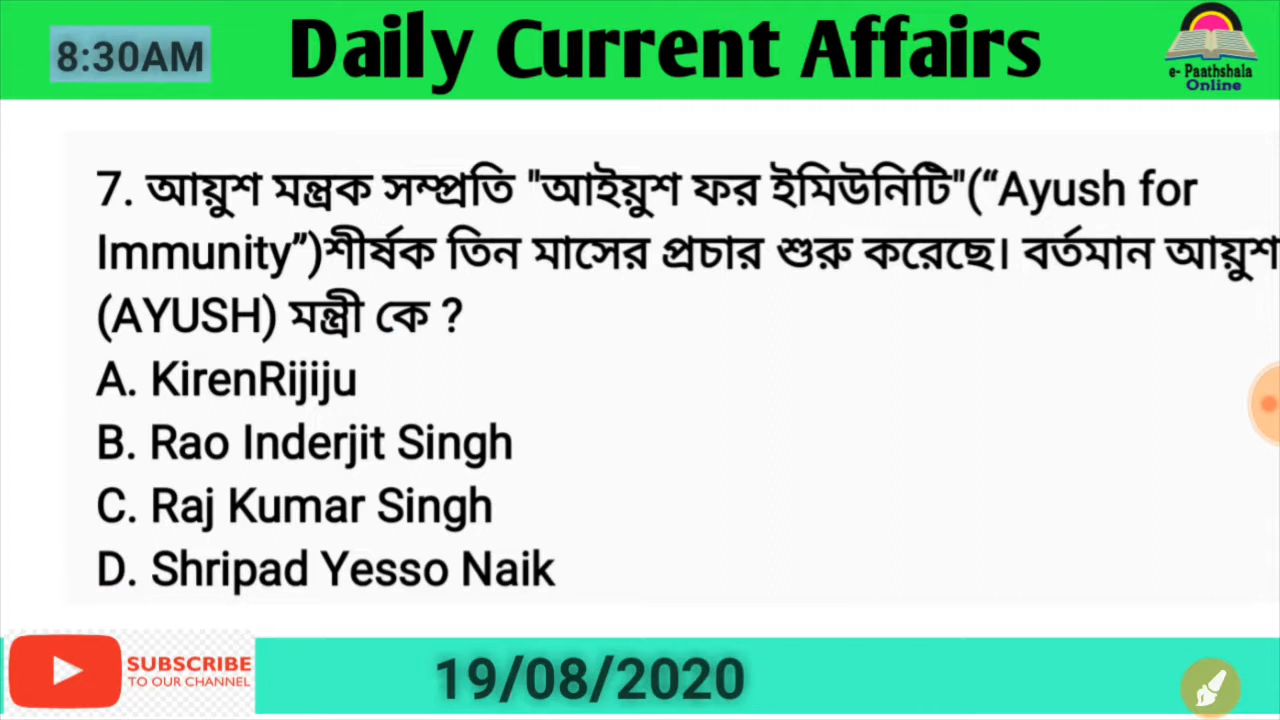 8:30AM
Daily Current Affairs
e- Paathshala
Online
7. আয়ুশ মন্ত্রক সম্প্রতি "আইয়ুশ ফর ইমিউনিটি"(“Ayush for
Immunity”)শীর্ষক তিন মাসের প্রচার শুরু করেছে। বর্তমান আয়ুশ
(AYUSH) মন্ত্রী কে ?
A. KirenRijiju
B. Rao Inderjit Singh
C. Raj Kumar Singh
D. Shripad Yesso Naik
SUBSCRIBE
TO OUR CHANNEL
19/08/2020